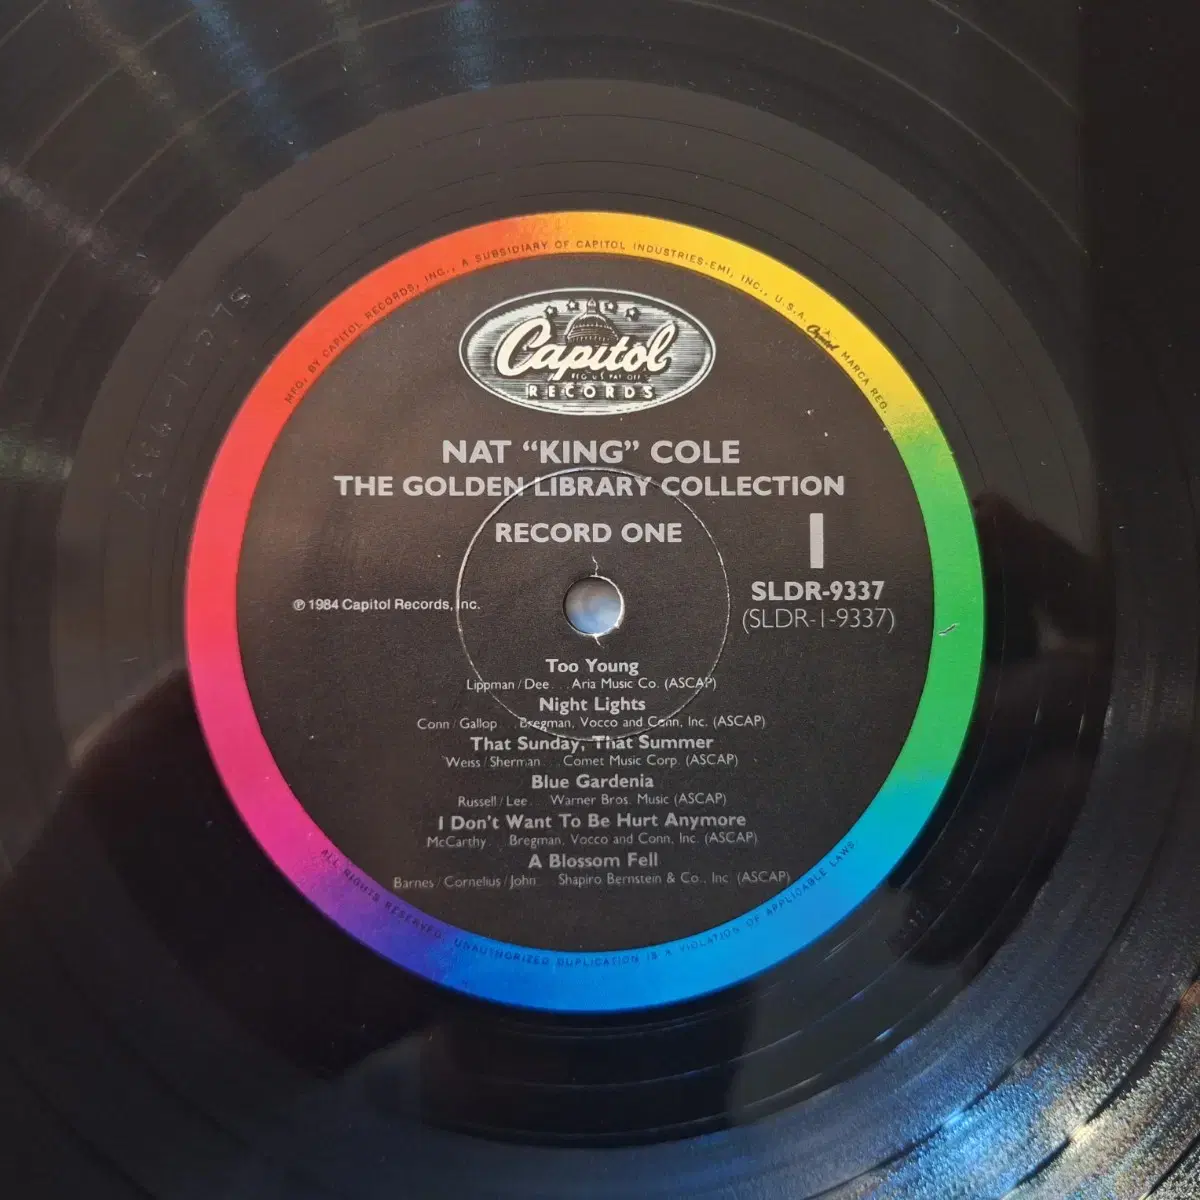 MFG. BY CAPITOL RECORDS, INC., A SUBSIDIARY OF CAPITOL INDUSTRIES-EMI, INC., U.S.A. Capitol MARCA REG.
Capitol
RECORDS
NAT “KING” COLE
THE GOLDEN LIBRARY COLLECTION
RECORD ONE
1
SLDR-9337
(SLDR-1-9337)
℗ 1984 Capitol Records, Inc.
Too Young
Lippman/Dee... Aria Music Co. (ASCAP)
Night Lights
Conn/Gallop... Bregman, Vocco and Conn, Inc. (ASCAP)
That Sunday, That Summer
Weiss/Sherman... Comet Music Corp. (ASCAP)
Blue Gardenia
Russell/Lee... Warner Bros. Music (ASCAP)
I Don't Want To Be Hurt Anymore
McCarthy... Bregman, Vocco and Conn, Inc. (ASCAP)
A Blossom Fell
Barnes/Cornelius/John... Shapiro Bernstein & Co., Inc. (ASCAP)
ALL RIGHTS RESERVED. UNAUTHORIZED DUPLICATION IS A VIOLATION OF APPLICABLE LAWS.